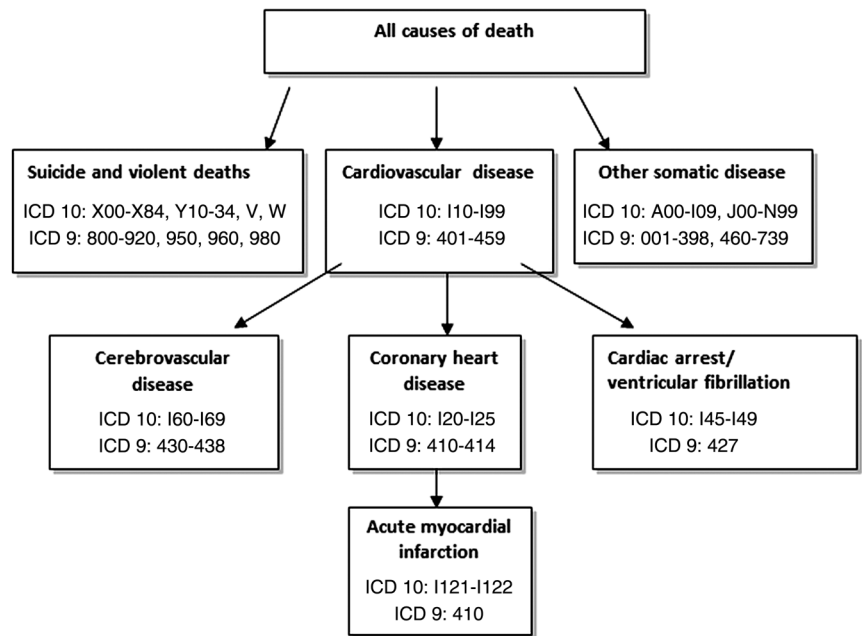 All causes of death
Suicide and violent deaths
ICD 10: X00-X84, Y10-34, V, W
ICD 9: 800-920, 950, 960, 980
Cardiovascular disease
ICD 10: I10-I99
ICD 9: 401-459
Other somatic disease
ICD 10: A00-I09, J00-N99
ICD 9: 001-398, 460-739
Cerebrovascular
disease
ICD 10: I60-I69
ICD 9: 430-438
Coronary heart
disease
ICD 10: I20-I25
ICD 9: 410-414
Cardiac arrest/
ventricular fibrillation
ICD 10: I45-I49
ICD 9: 427
Acute myocardial
infarction
ICD 10: I121-I122
ICD 9: 410